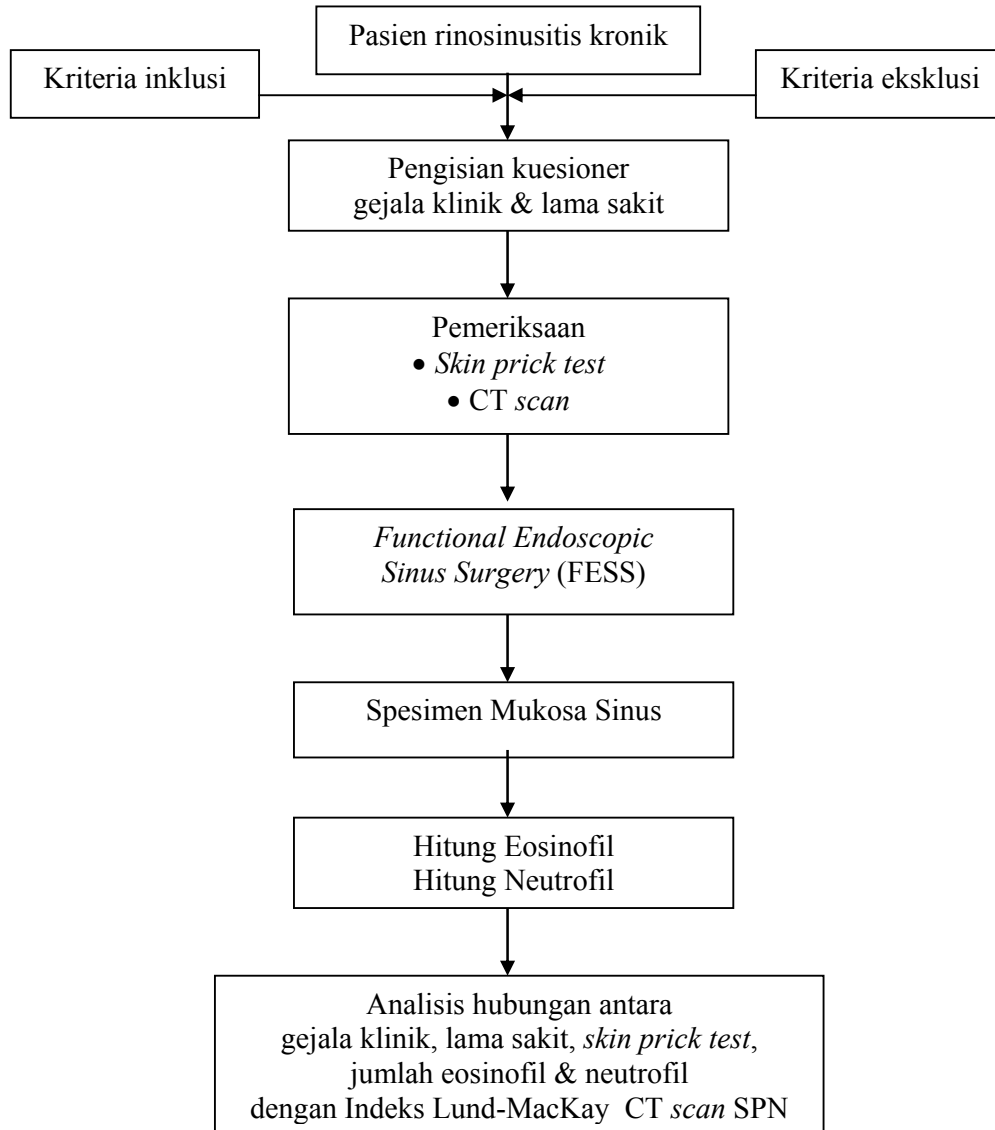 Pasien rinosinusitis kronik
Kriteria inklusi
Kriteria eksklusi
Pengisian kuesioner
gejala klinik & lama sakit
Pemeriksaan
• Skin prick test
• CT scan
Functional Endoscopic
Sinus Surgery (FESS)
Spesimen Mukosa Sinus
Hitung Eosinofil
Hitung Neutrofil
Analisis hubungan antara
gejala klinik, lama sakit, skin prick test,
jumlah eosinofil & neutrofil
dengan Indeks Lund-MacKay CT scan SPN